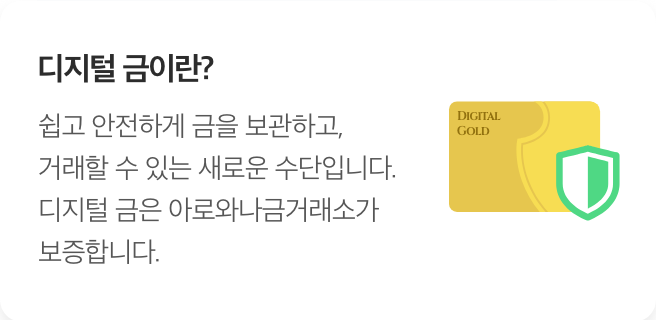 디지털 금이란?
쉽고 안전하게 금을 보관하고,
거래할 수 있는 새로운 수단입니다.
디지털 금은 아로와나금거래소가
보증합니다.
DIGITAL
GOLD